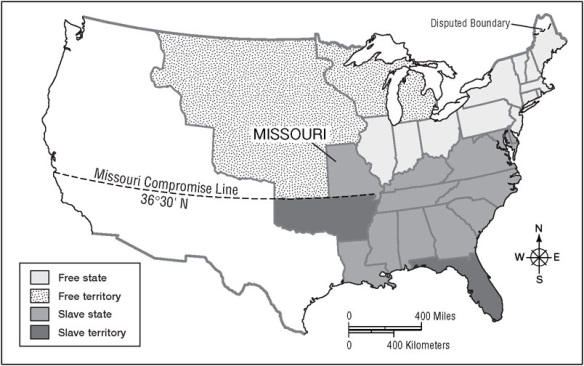 Disputed Boundary
MISSOURI
Missouri Compromise Line
36°30' N
N
W E
S
Free state
Free territory
Slave state
Slave territory
0 400 Miles
0 400 Kilometers